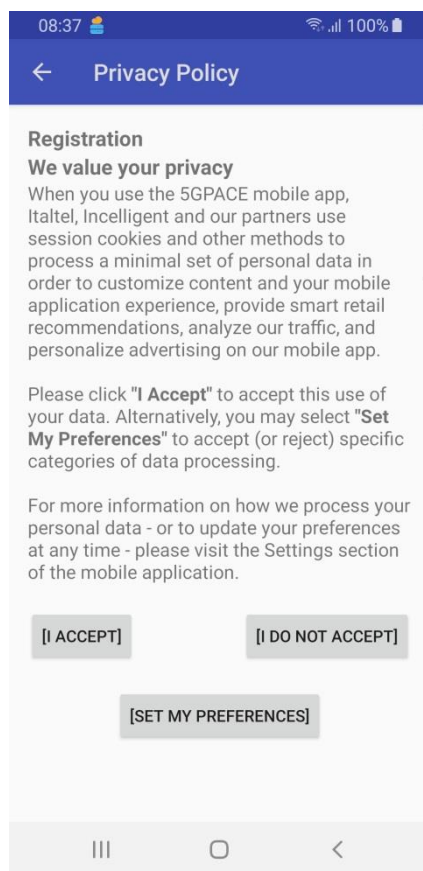 08:37 100%
Privacy Policy
Registration
We value your privacy
When you use the 5GPACE mobile app,
Italtel, Incelligent and our partners use
session cookies and other methods to
process a minimal set of personal data in
order to customize content and your mobile
application experience, provide smart retail
recommendations, analyze our traffic, and
personalize advertising on our mobile app.
Please click "I Accept" to accept this use of
your data. Alternatively, you may select "Set
My Preferences" to accept (or reject) specific
categories of data processing.
For more information on how we process your
personal data - or to update your preferences
at any time - please visit the Settings section
of the mobile application.
[I ACCEPT] [I DO NOT ACCEPT]
[SET MY PREFERENCES]